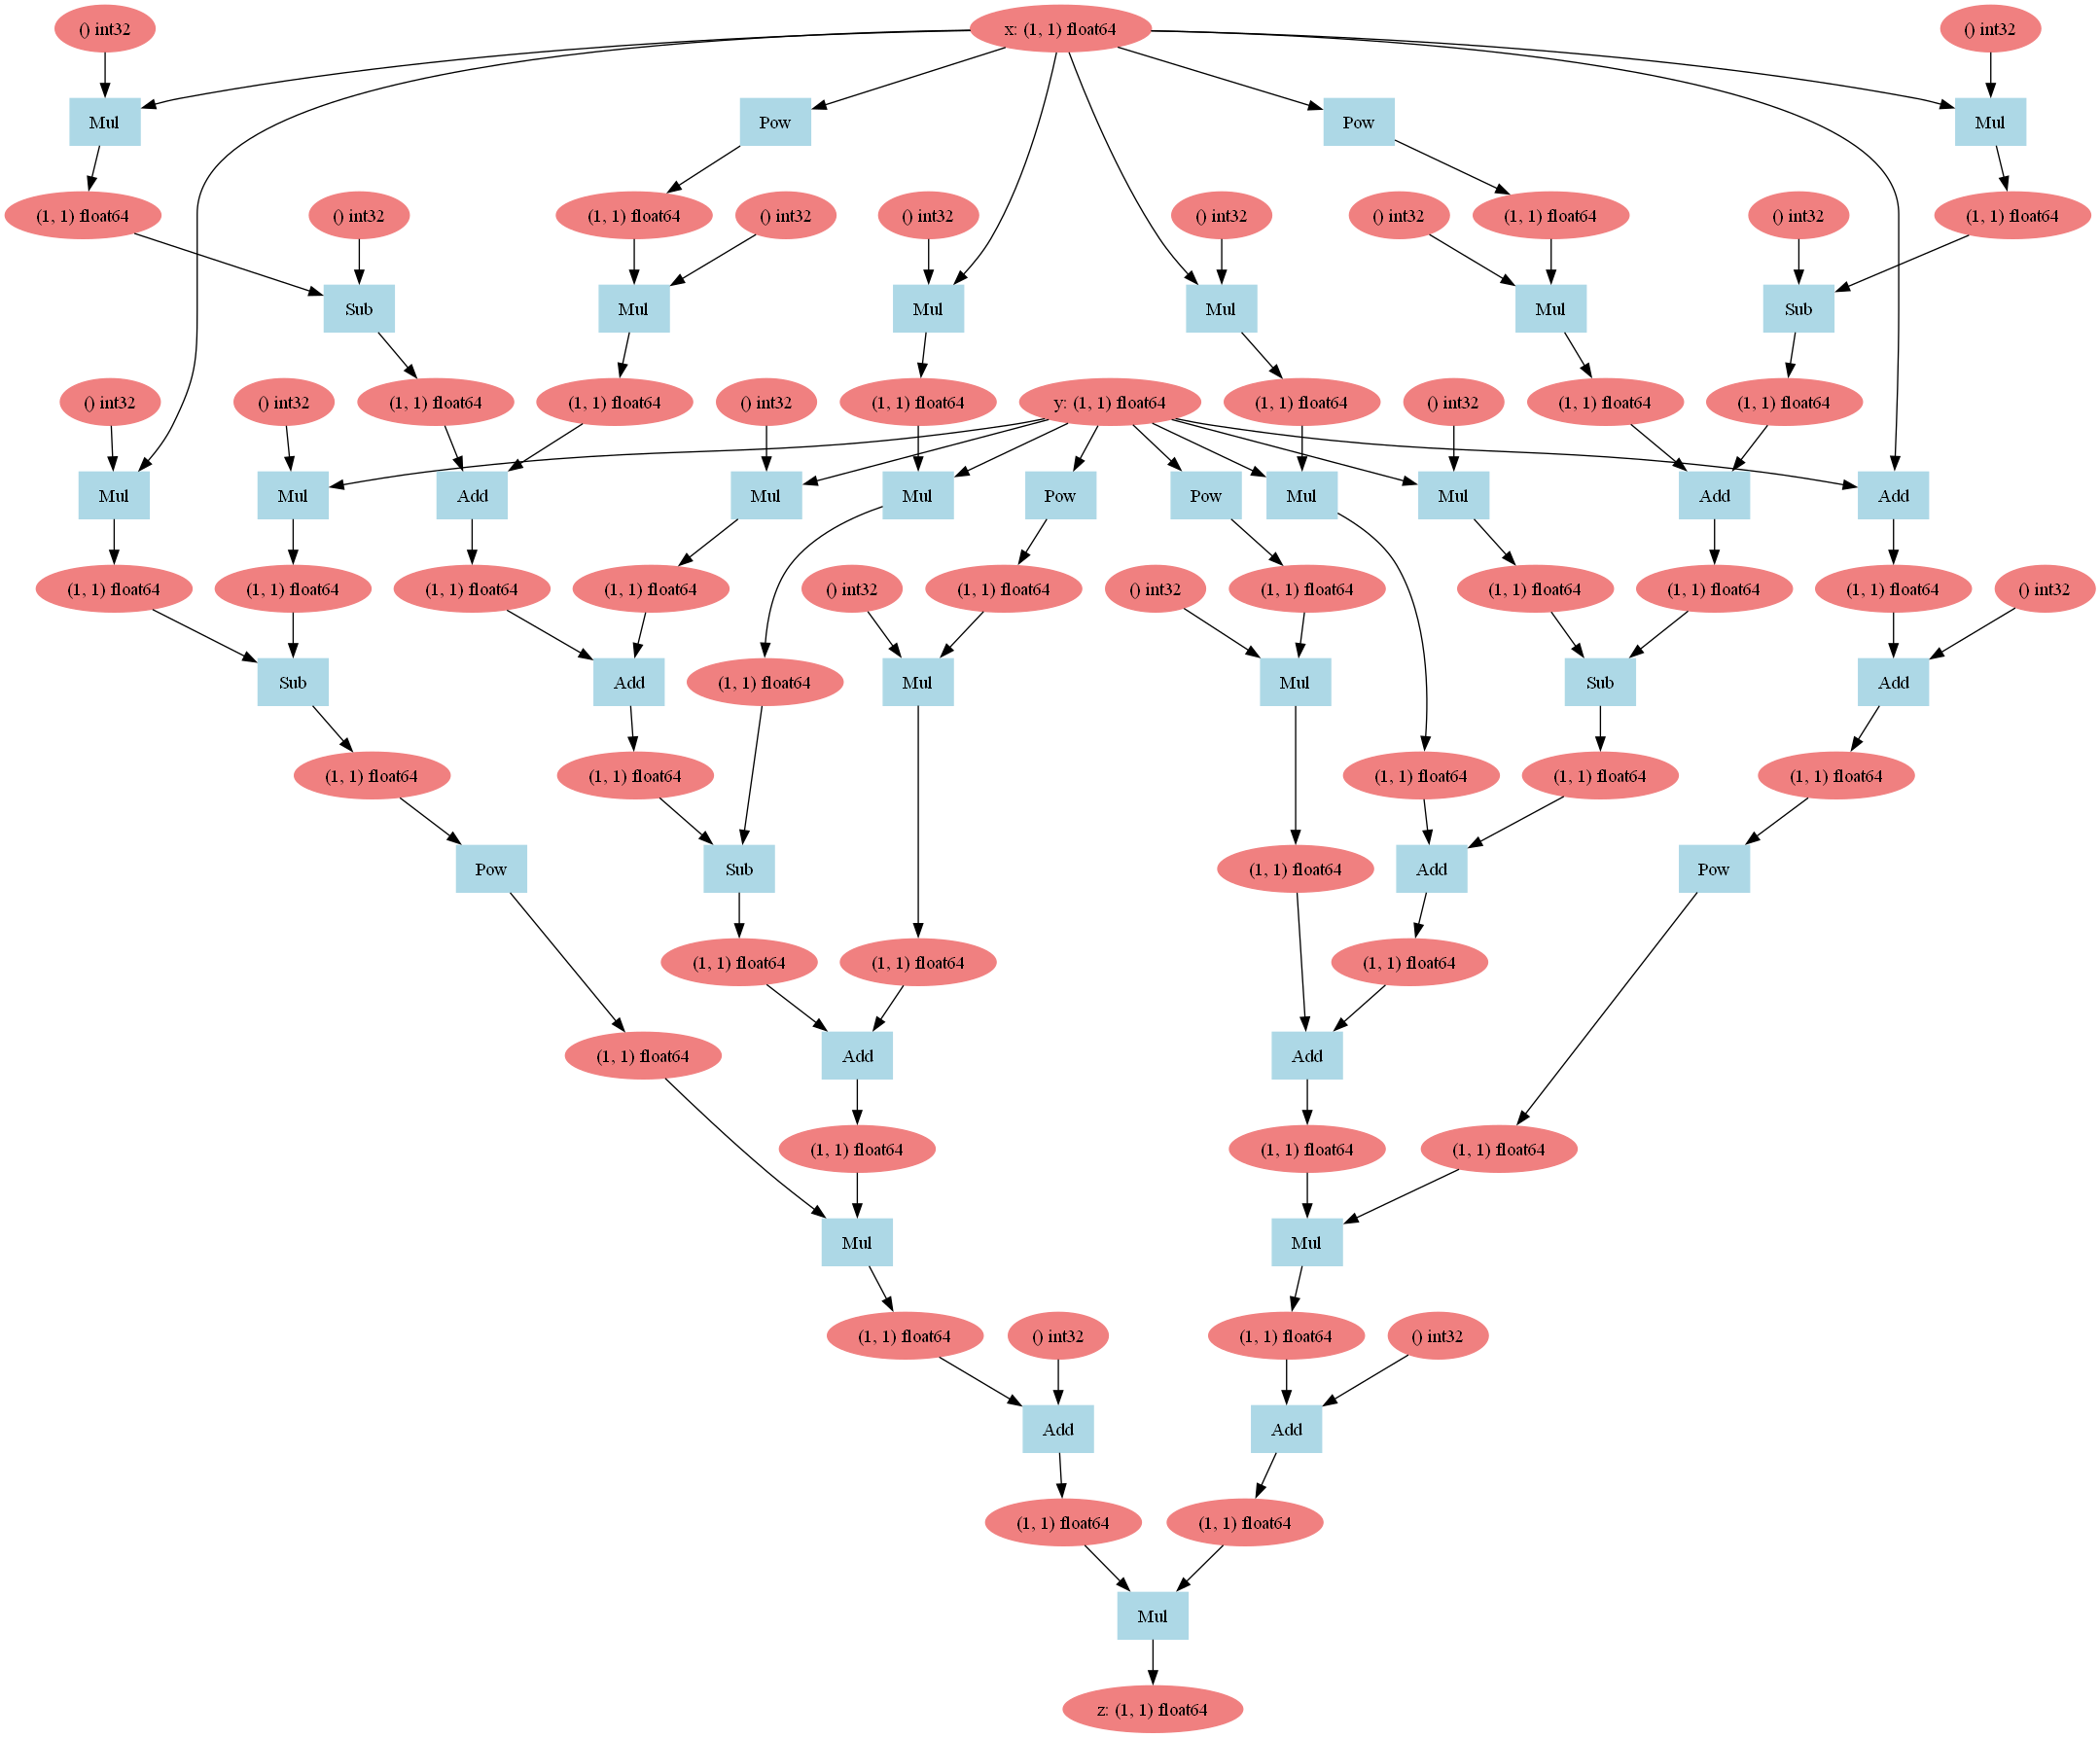 () int32
x: (1, 1) float64
() int32
Mul
Pow
Pow
Mul
(1, 1) float64
() int32
(1, 1) float64
() int32
() int32
() int32
() int32
(1, 1) float64
() int32
(1, 1) float64
Sub
Mul
Mul
Mul
Mul
Sub
() int32
() int32
(1, 1) float64
(1, 1) float64
() int32
(1, 1) float64
y: (1, 1) float64
(1, 1) float64
() int32
(1, 1) float64
(1, 1) float64
Mul
Mul
Add
Mul
Mul
Pow
Pow
Mul
Mul
Add
Add
(1, 1) float64
(1, 1) float64
(1, 1) float64
(1, 1) float64
() int32
(1, 1) float64
() int32
(1, 1) float64
(1, 1) float64
(1, 1) float64
(1, 1) float64
() int32
Sub
Add
(1, 1) float64
Mul
Mul
Sub
Add
(1, 1) float64
(1, 1) float64
(1, 1) float64
(1, 1) float64
(1, 1) float64
Pow
Sub
(1, 1) float64
Add
Pow
(1, 1) float64
(1, 1) float64
(1, 1) float64
(1, 1) float64
Add
Add
(1, 1) float64
(1, 1) float64
(1, 1) float64
Mul
Mul
(1, 1) float64
() int32
(1, 1) float64
() int32
Add
Add
(1, 1) float64
(1, 1) float64
Mul
z: (1, 1) float64